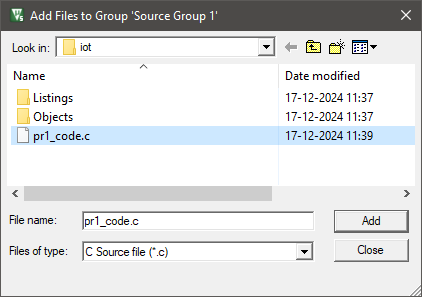 Add Files to Group 'Source Group 1'
Look in: iot
Name Date modified
Listings 17-12-2024 11:37
Objects 17-12-2024 11:37
pr1_code.c 17-12-2024 11:39
File name: pr1_code.c Add
Files of type: C Source file (*.c) Close